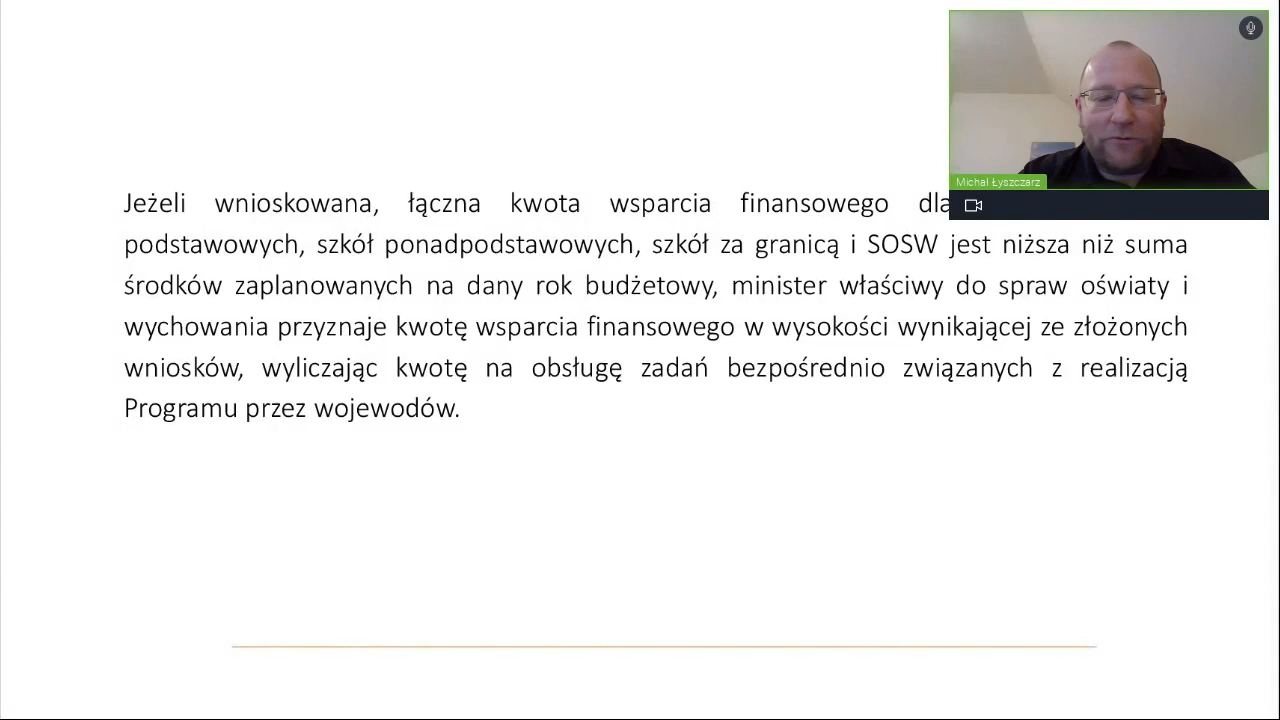 Michał Łyszczarz
Jeżeli wnioskowana, łączna kwota wsparcia finansowego dla
podstawowych, szkół ponadpodstawowych, szkół za granicą i SOSW jest niższa niż suma
środków zaplanowanych na dany rok budżetowy, minister właściwy do spraw oświaty i
wychowania przyznaje kwotę wsparcia finansowego w wysokości wynikającej ze złożonych
wniosków, wyliczając kwotę na obsługę zadań bezpośrednio związanych z realizacją
Programu przez wojewodów.